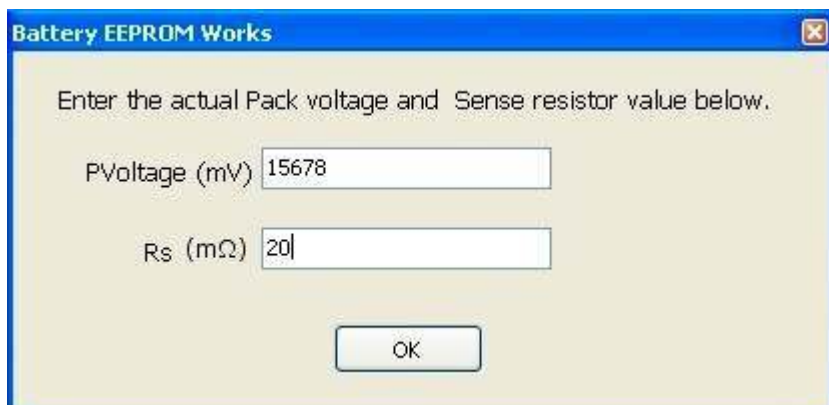 Battery EEPROM Works
Enter the actual Pack voltage and Sense resistor value below.
PVoltage (mV) 15678
Rs (mΩ) 20
OK